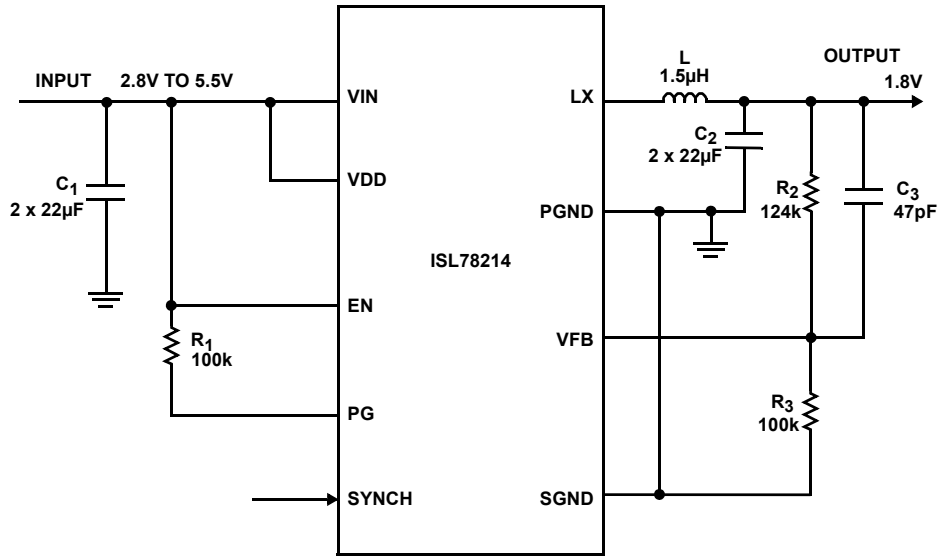 INPUT 2.8V TO 5.5V
C1
2 x 22µF
R1
100k
VIN
VDD
EN
PG
SYNCH
ISL78214
LX
PGND
VFB
SGND
L
1.5µH
OUTPUT
1.8V
C2
2 x 22µF
R2
124k
C3
47pF
R3
100k